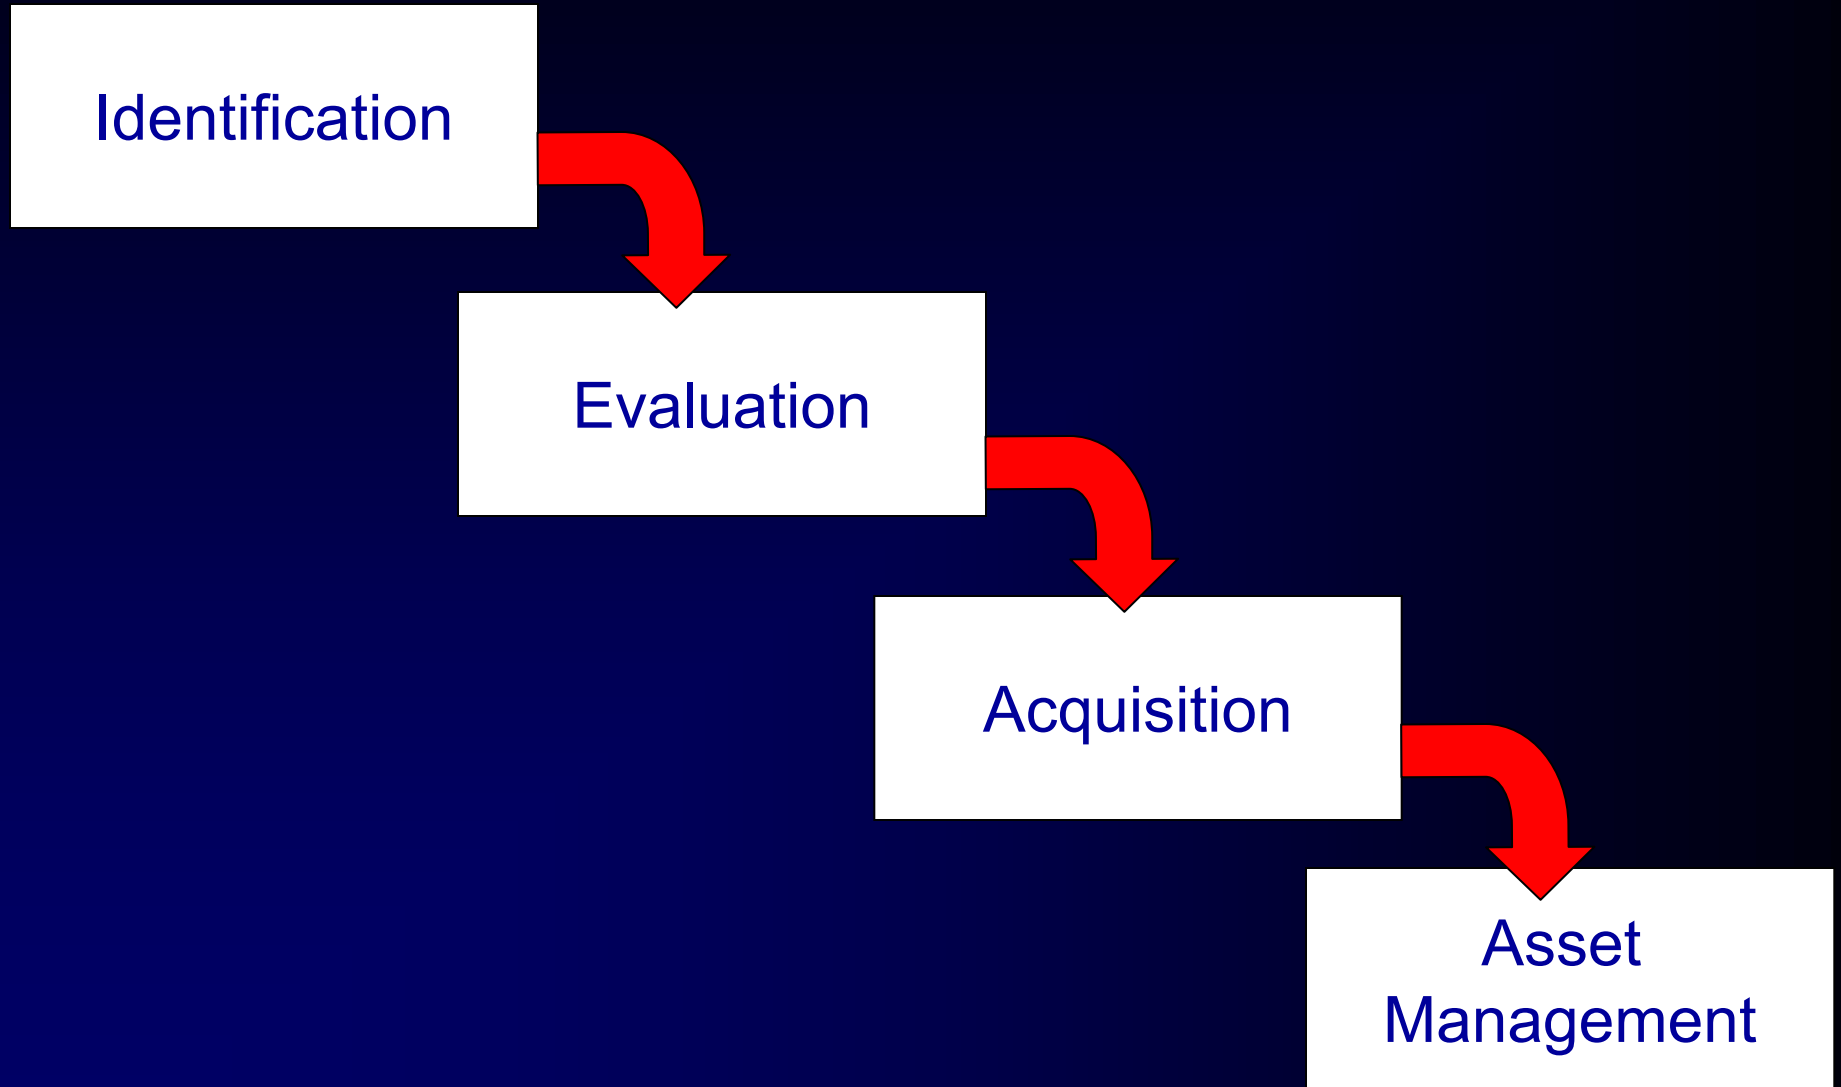 Identification
Evaluation
Acquisition
Asset
Management